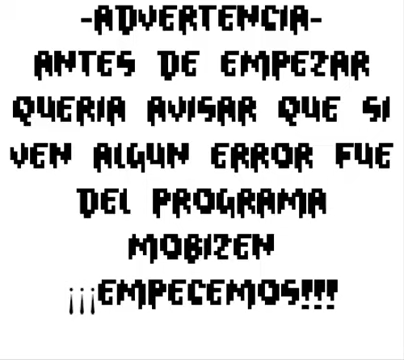 -ADVERTENCIA-
ANTES DE EMPEZAR
QUERIA AVISAR QUE SI
VEN AlGUN ERROR FUE
DEl PROGRAMA
MOBIZEN
¡¡¡EMPECEMOS!!!